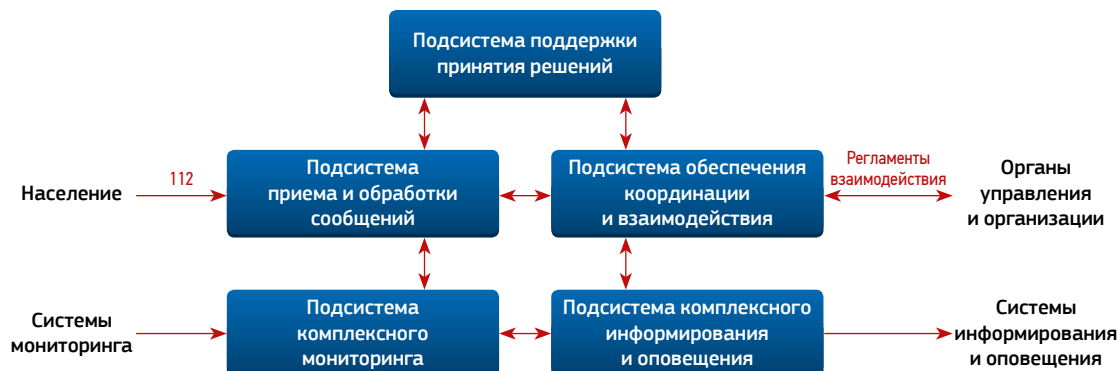 Подсистема поддержки
принятия решений
Население
112
Подсистема
приема и обработки
сообщений
Подсистема обеспечения
координации
и взаимодействия
Регламенты
взаимодействия
Органы
управления
и организации
Системы
мониторинга
Подсистема
комплексного
мониторинга
Подсистема комплексного
информирования
и оповещения
Системы
информирования
и оповещения